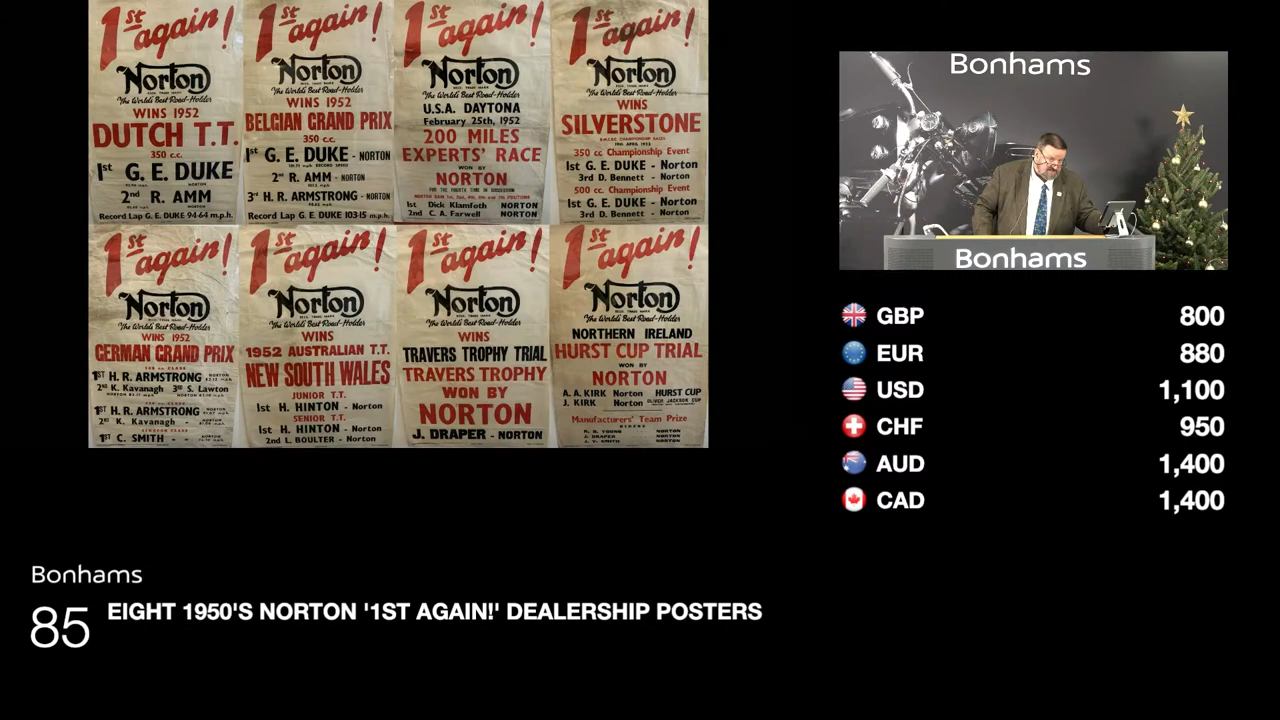 1st again!
Norton
The World's Best Road-Holder
WINS 1952
DUTCH T.T.
350 c.c.
1st G. E. DUKE
2nd R. AMM
Record Lap G. E. DUKE 94·64 m.p.h.
1st again!
Norton
The World's Best Road-Holder
WINS 1952
BELGIAN GRAND PRIX
350 c.c.
1st G. E. DUKE - NORTON
2nd R. AMM - NORTON
3rd H. R. ARMSTRONG - NORTON
Record Lap G. E. DUKE 103·15 m.p.h.
1st again!
Norton
The World's Best Road-Holder
U.S.A. DAYTONA
February 25th, 1952
200 MILES
EXPERTS' RACE
WON BY
NORTON
FOR THE FOURTH TIME IN SUCCESSION
1st Dick Klamfoth NORTON
2nd C. A. Farwell NORTON
1st again!
Norton
The World's Best Road-Holder
WINS
SILVERSTONE
350 cc Championship Event
1st G. E. DUKE - Norton
3rd D. Bennett - Norton
500 cc Championship Event
1st G. E. DUKE - Norton
3rd D. Bennett - Norton
1st again!
Norton
The World's Best Road-Holder
WINS 1952
GERMAN GRAND PRIX
1ST H. R. ARMSTRONG NORTON
2ND K. Kavanagh 3RD S. Lawton
1ST H. R. ARMSTRONG
2ND K. Kavanagh -
1ST C. SMITH - - NORTON
1st again!
Norton
The World's Best Road-Holder
WINS
1952 AUSTRALIAN T.T.
NEW SOUTH WALES
JUNIOR T.T.
1st H. HINTON - Norton
SENIOR T.T.
1st H. HINTON - Norton
2nd L. BOULTER - Norton
1st again!
Norton
The World's Best Road-Holder
WINS
TRAVERS TROPHY TRIAL
TRAVERS TROPHY
WON BY
NORTON
J. DRAPER - NORTON
1st again!
Norton
The World's Best Road-Holder
NORTHERN IRELAND
HURST CUP TRIAL
WON BY
NORTON
A. A. KIRK Norton HURST CUP
J. KIRK Norton
Manufacturers' Team Prize
Bonhams
Bonhams
GBP 800
EUR 880
USD 1,100
CHF 950
AUD 1,400
CAD 1,400
Bonhams
85 EIGHT 1950'S NORTON '1ST AGAIN!' DEALERSHIP POSTERS